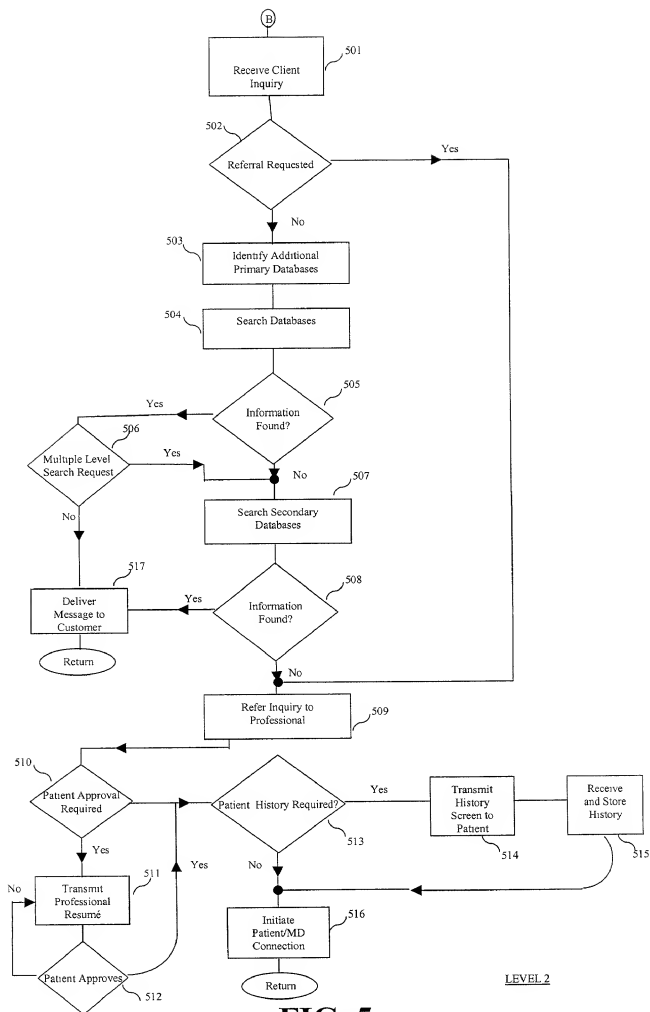 B
501
Receive Client
Inquiry
502
Referral Requested
Yes
No
503
Identify Additional
Primary Databases
504
Search Databases
505
Information
Found?
Yes
506
Multiple Level
Search Request
Yes
No
No
507
Search Secondary
Databases
517
Deliver
Message to
Customer
Return
508
Information
Found?
Yes
No
509
Refer Inquiry to
Professional
510
Patient Approval
Required
Yes
511
Transmit
Professional
Resumé
No
Patient Approves
512
Yes
Patient History Required?
513
Yes
No
Transmit
History
Screen to
Patient
514
Receive
and Store
History
515
Initiate
Patient/MD
Connection
516
Return
LEVEL 2
FIG. 5